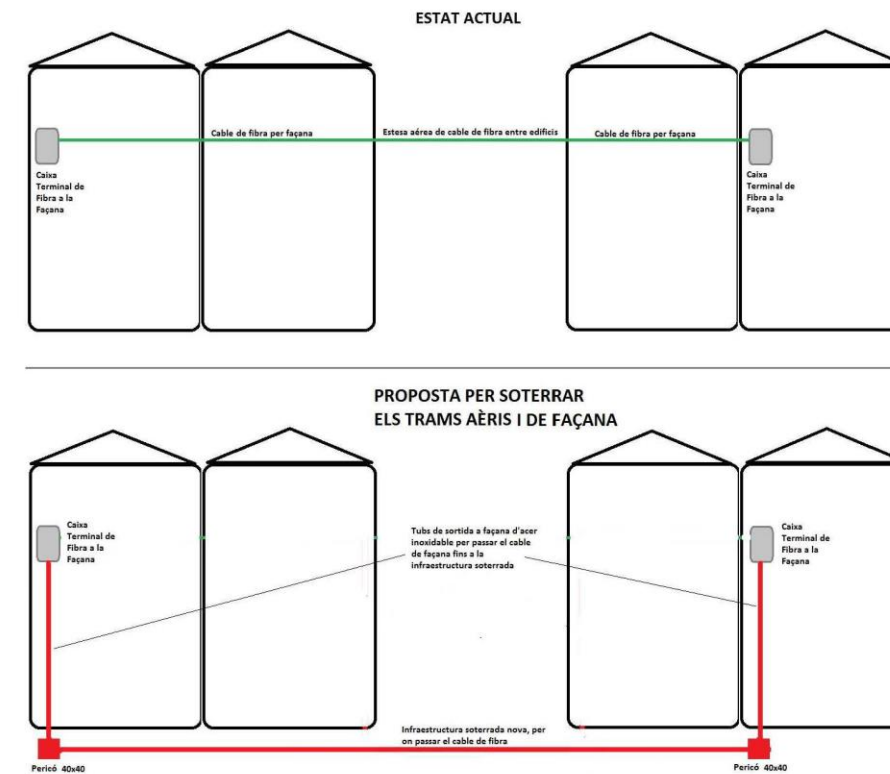 ESTAT ACTUAL
Cable de fibra per façana
Estesa aérea de cable de fibra entre edificis
Cable de fibra per façana
Caixa
Terminal de
Fibra a la
Façana
Caixa
Terminal de
Fibra a la
Façana
PROPOSTA PER SOTERRAR
ELS TRAMS AÈRIS I DE FAÇANA
Caixa
Terminal de
Fibra a la
Façana
Tubs de sortida a façana d'acer
inoxidable per passar el cable
de façana fins a la
infraestructura soterrada
Caixa
Terminal de
Fibra a la
Façana
Infraestructura soterrada nova, per
on passar el cable de fibra
Pericó 40x40
Pericó 40x40